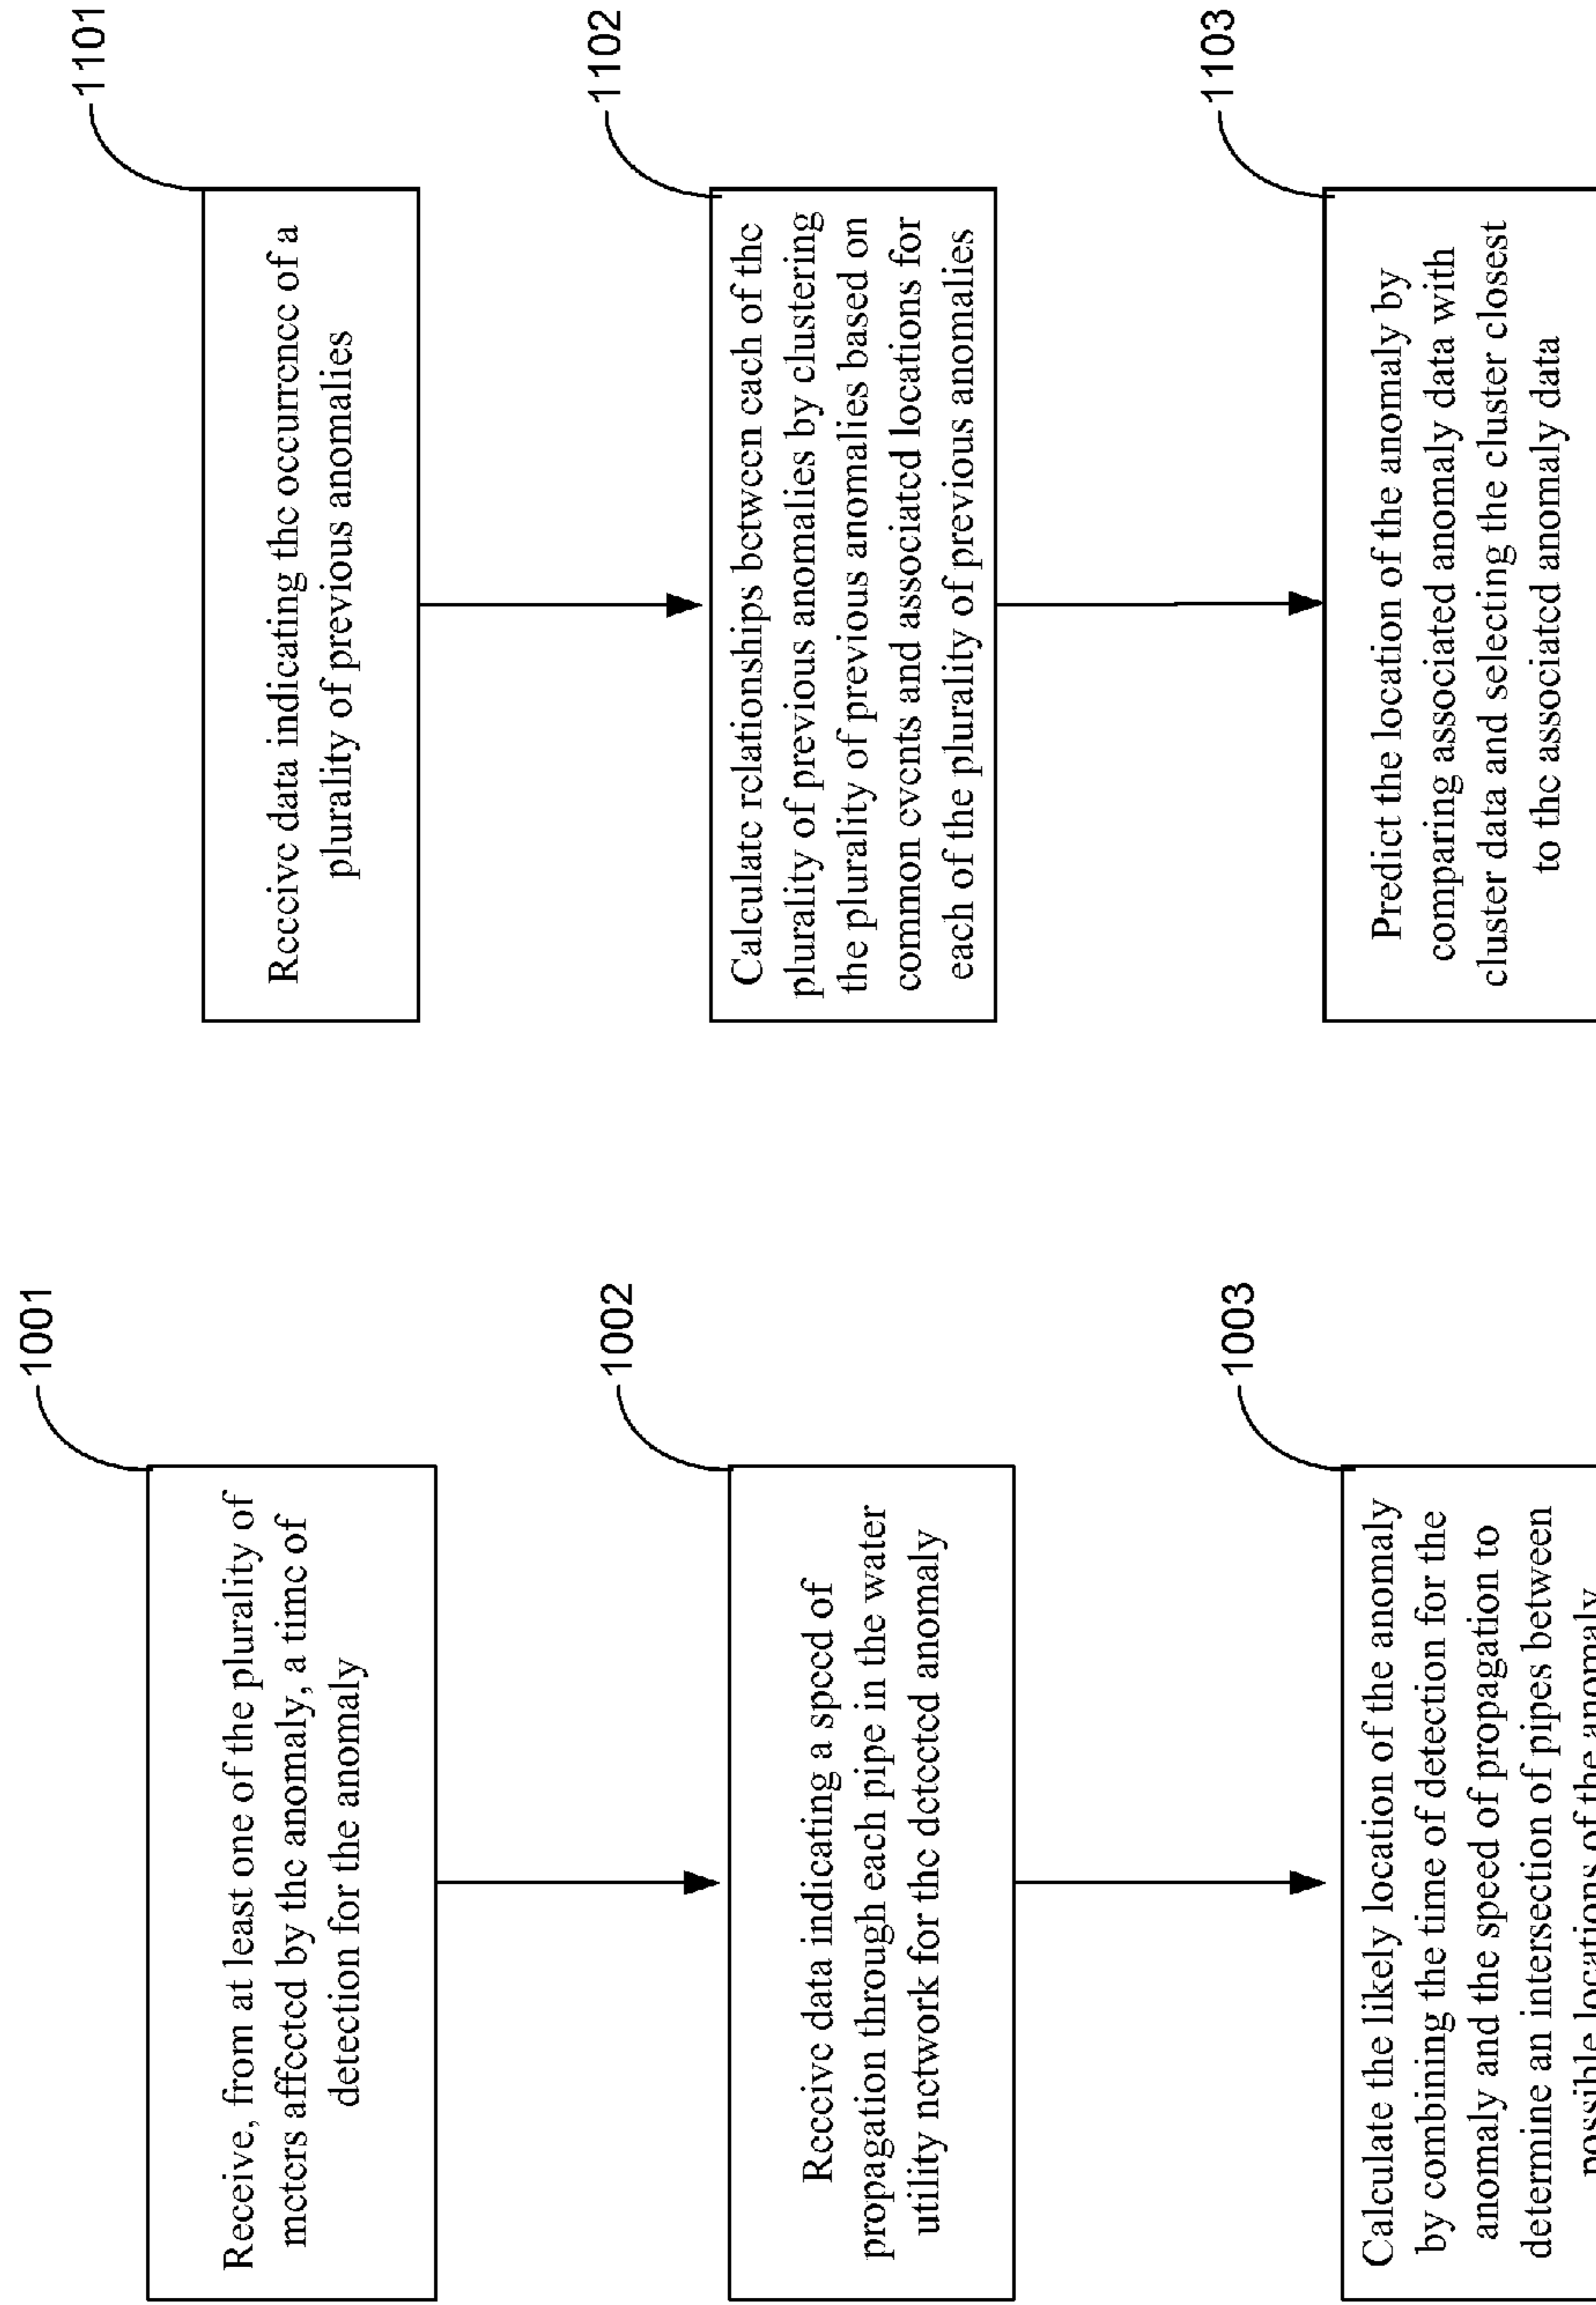 1001
Receive, from at least one of the plurality of
meters affected by the anomaly, a time of
detection for the anomaly
1002
Receive data indicating a speed of
propagation through each pipe in the water
utility network for the detected anomaly
1003
Calculate the likely location of the anomaly
by combining the time of detection for the
anomaly and the speed of propagation to
determine an intersection of pipes between
possible locations of the anomaly
1101
Receive data indicating the occurrence of a
plurality of previous anomalies
1102
Calculate relationships between each of the
plurality of previous anomalies by clustering
the plurality of previous anomalies based on
common events and associated locations for
each of the plurality of previous anomalies
1103
Predict the location of the anomaly by
comparing associated anomaly data with
cluster data and selecting the cluster closest
to the associated anomaly data